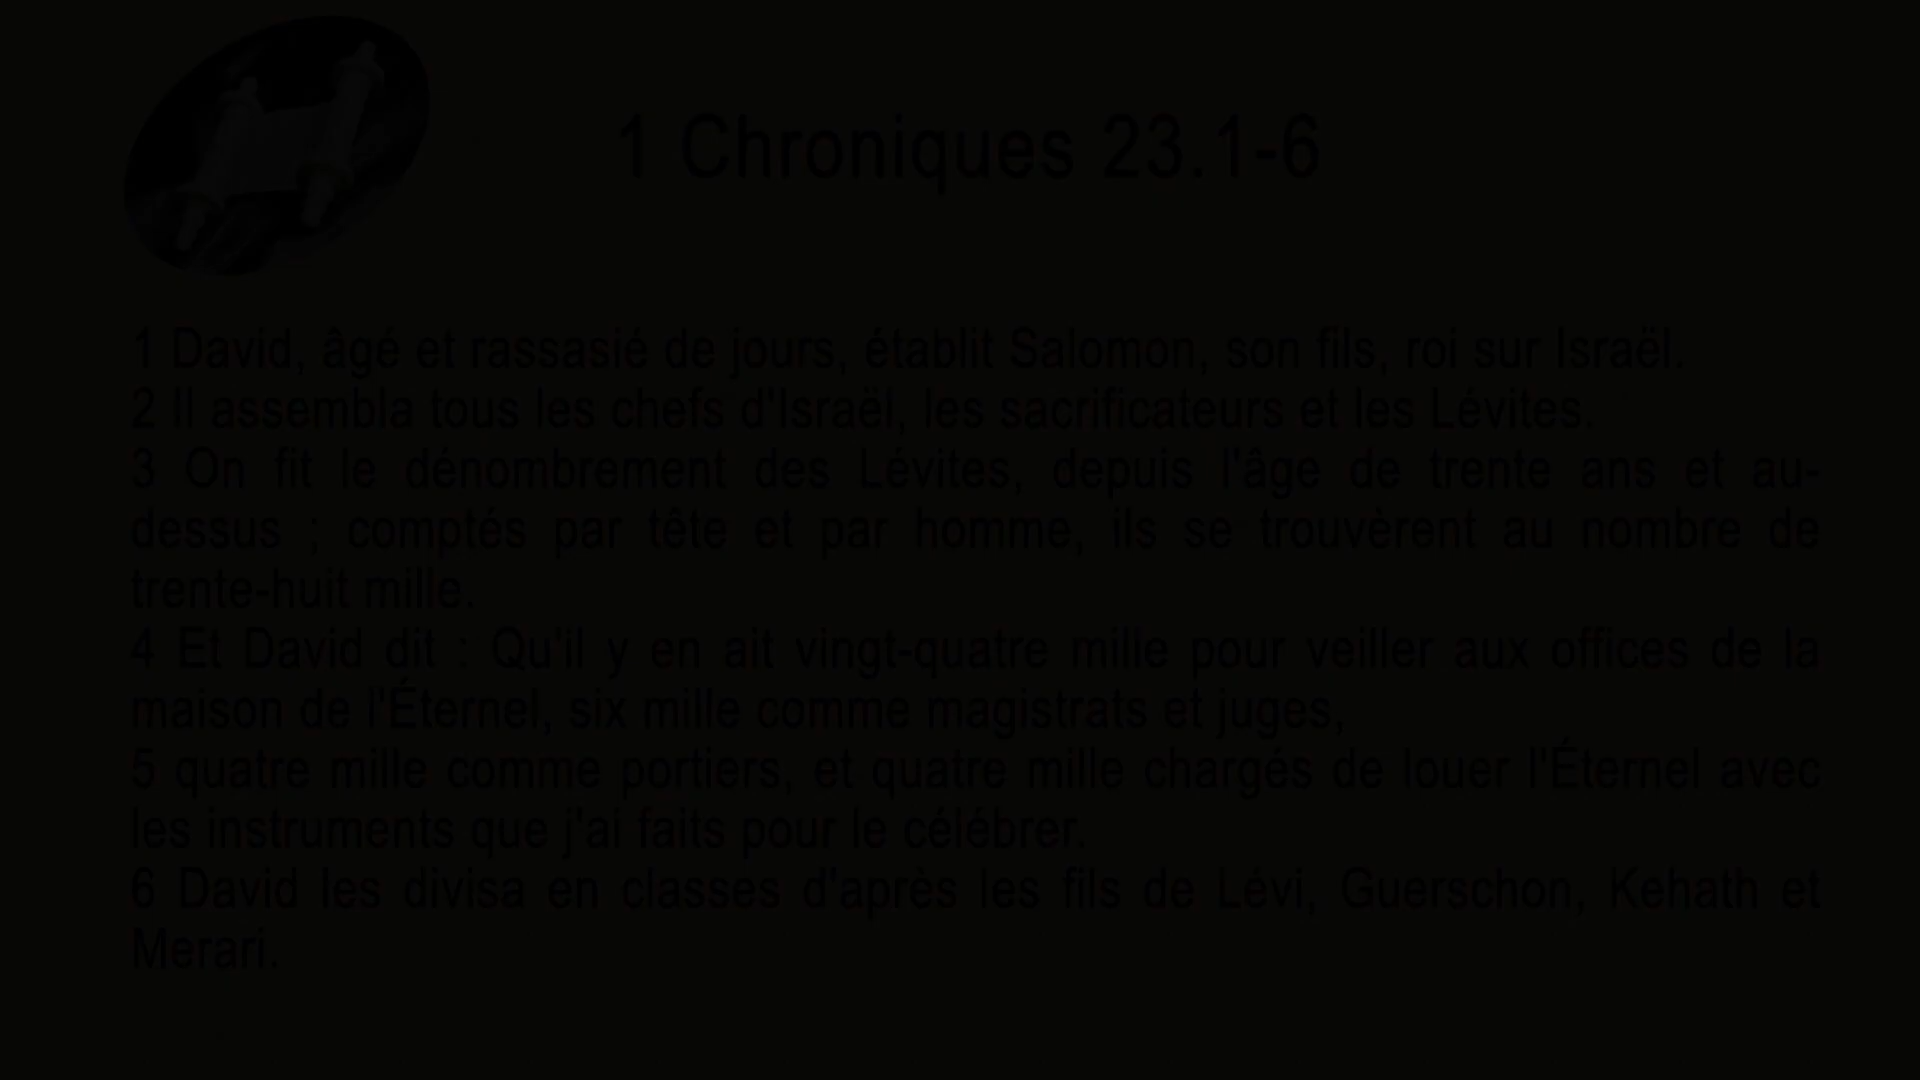 1 Chroniques 23.1-6
1 David, âgé et rassasié de jours, établit Salomon, son fils, roi sur Israël.
2 Il assembla tous les chefs d'Israël, les sacrificateurs et les Lévites.
3 On fit le dénombrement des Lévites, depuis l'âge de trente ans et au-
dessus ; comptés par tête et par homme, ils se trouvèrent au nombre de
trente-huit mille.
4 Et David dit : Qu'il y en ait vingt-quatre mille pour veiller aux offices de la
maison de l'Éternel, six mille comme magistrats et juges,
5 quatre mille comme portiers, et quatre mille chargés de louer l'Éternel avec
les instruments que j'ai faits pour le célébrer.
6 David les divisa en classes d'après les fils de Lévi, Guerschon, Kehath et
Merari.